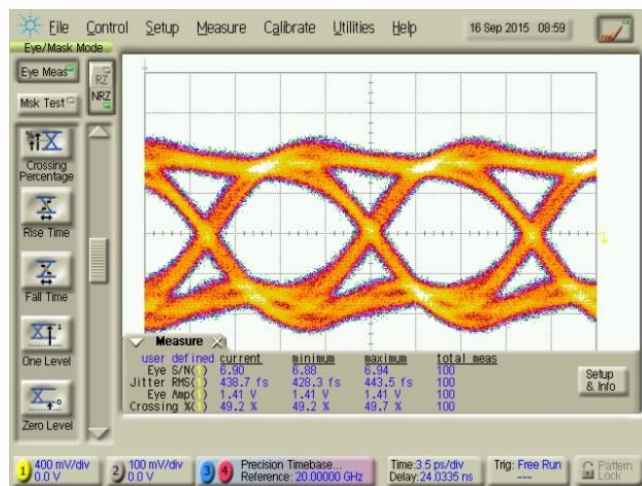 File Control Setup Measure Calibrate Utilities Help 16 Sep 2015 08:59
Eye/Mask Mode
Eye Meas
RZ
NRZ
Msk Test
Crossing
Percentage
Rise Time
Fall Time
One Level
Zero Level
Measure
user defined current minimum maximum total meas
Eye S/N(1) 6.90 6.88 6.94 100
Jitter RMS(1) 438.7 fs 428.3 fs 443.5 fs 100
Eye Amp(1) 1.41 V 1.41 V 1.41 V 100
Crossing %(1) 49.2 % 49.2 % 49.7 % 100
Setup
& Info
1 400 mV/div
0.0 V
2 100 mV/div
0.0 V
3 4 Precision Timebase...
Reference: 20.00000 GHz
Time:3.5 ps/div
Delay:24.0335 ns
Trig: Free Run
---
Pattern
Lock